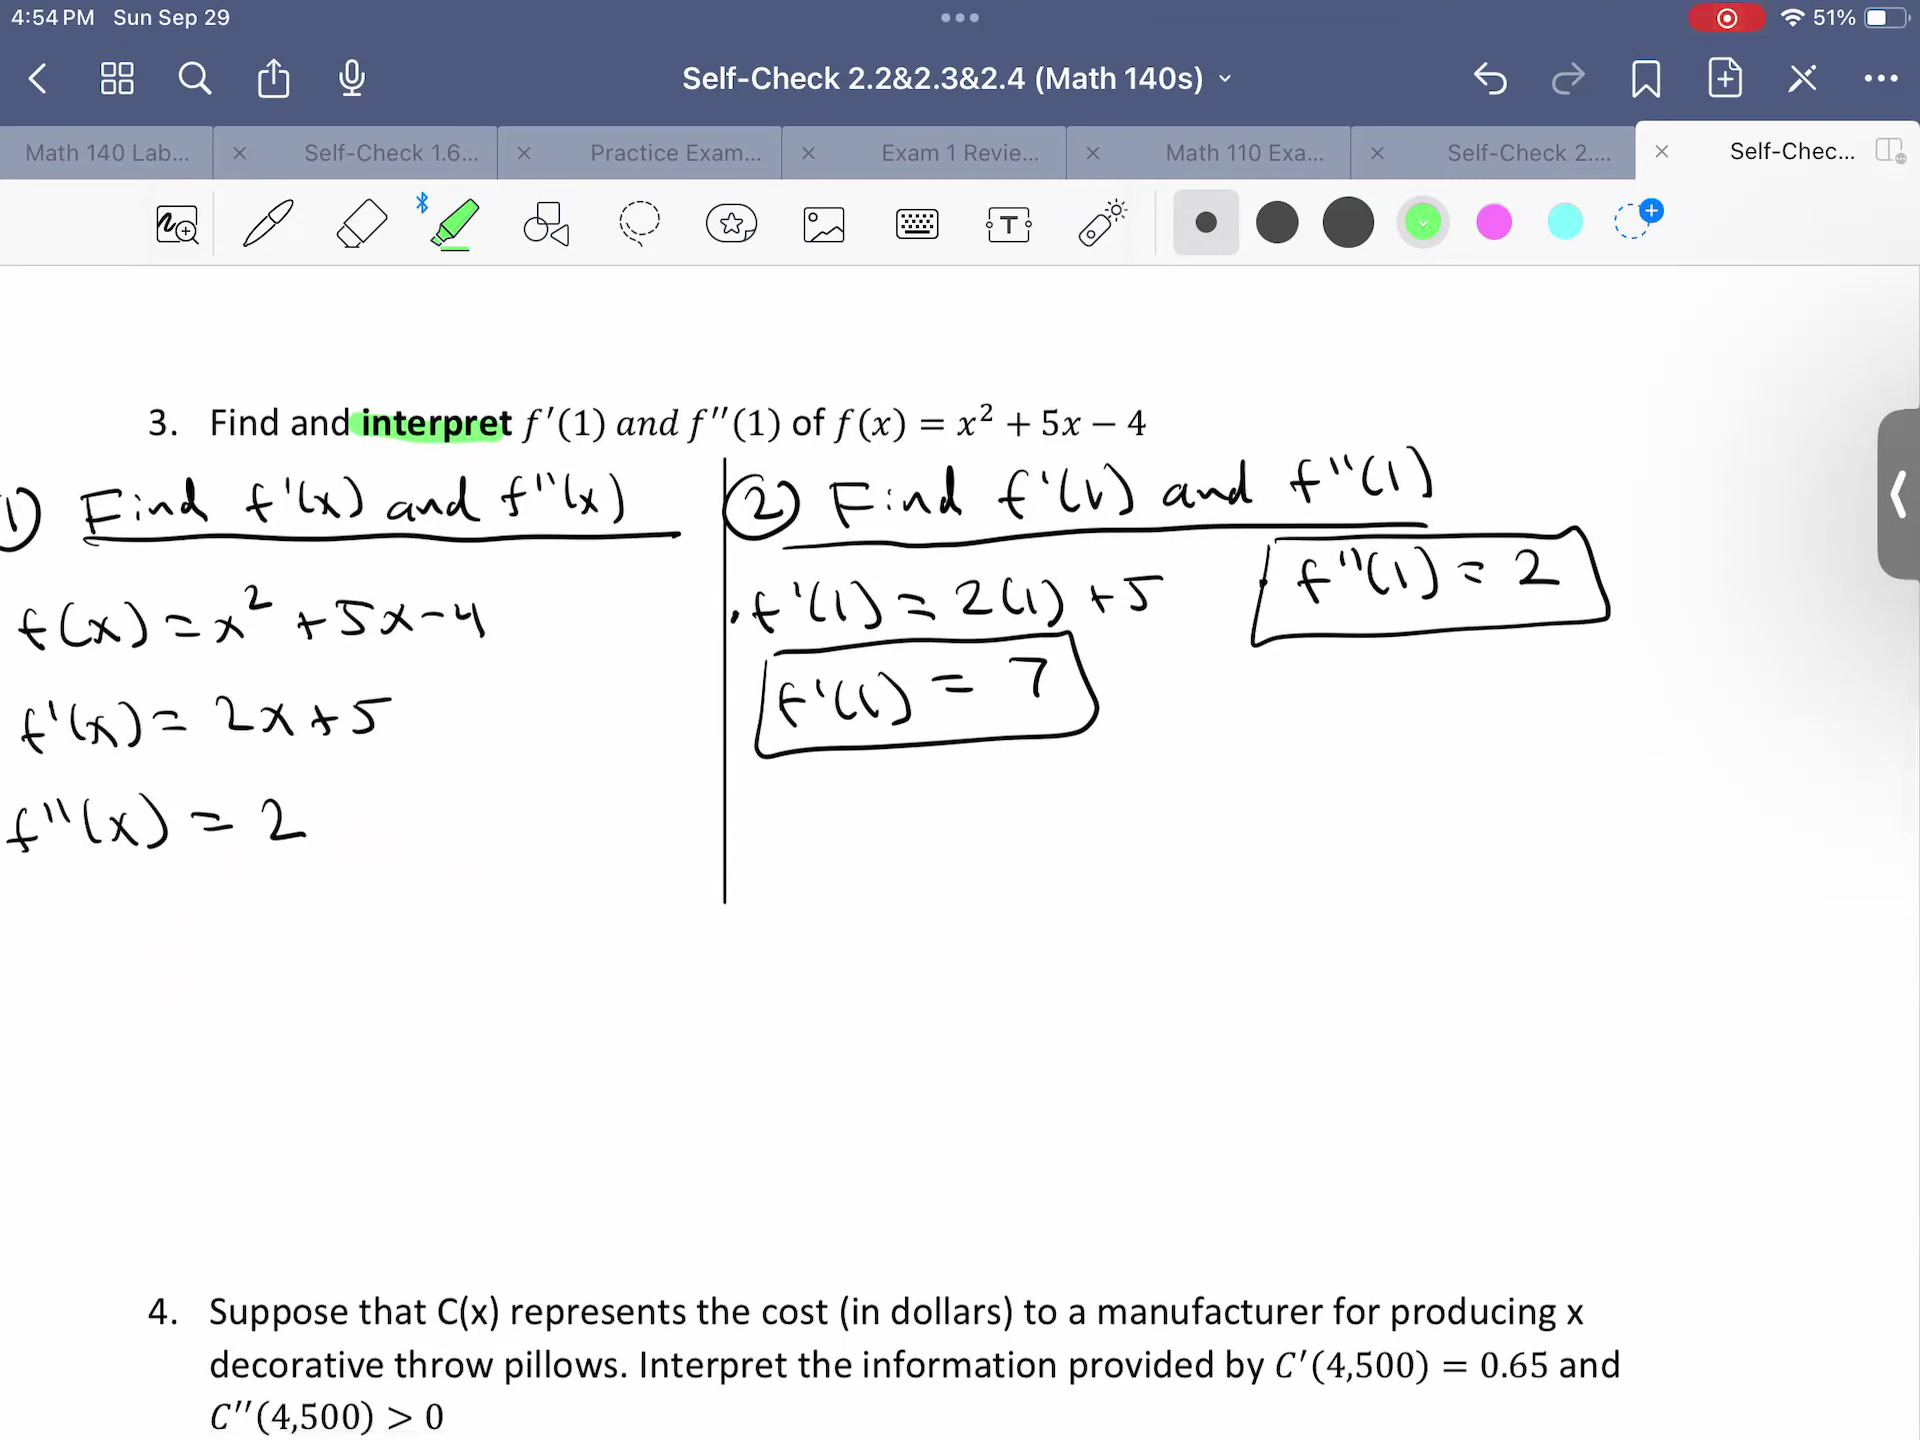 4:54 PM Sun Sep 29
51%
Self-Check 2.2&2.3&2.4 (Math 140s)
Math 140 Lab...
Self-Check 1.6...
Practice Exam...
Exam 1 Revie...
Math 110 Exa...
Self-Check 2....
Self-Chec...
3. Find and interpret f′(1) and f″(1) of f(x) = x² + 5x − 4
1) Find f'(x) and f"(x)
f(x) = x² + 5x - 4
f'(x) = 2x + 5
f"(x) = 2
② Find f'(1) and f"(1)
. f'(1) = 2(1) + 5
f'(1) = 7
f"(1) = 2
4. Suppose that C(x) represents the cost (in dollars) to a manufacturer for producing x
decorative throw pillows. Interpret the information provided by C′(4,500) = 0.65 and
C″(4,500) > 0